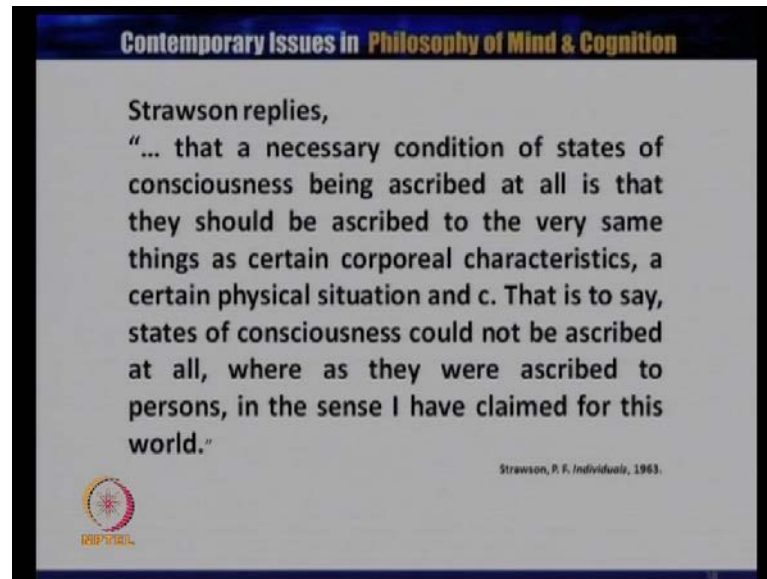 Contemporary Issues in Philosophy of Mind & Cognition
Strawson replies,
“... that a necessary condition of states of
consciousness being ascribed at all is that
they should be ascribed to the very same
things as certain corporeal characteristics, a
certain physical situation and c. That is to say,
states of consciousness could not be ascribed
at all, where as they were ascribed to
persons, in the sense I have claimed for this
world.”
Strawson, P. F. Individuals, 1963.
NPTEL